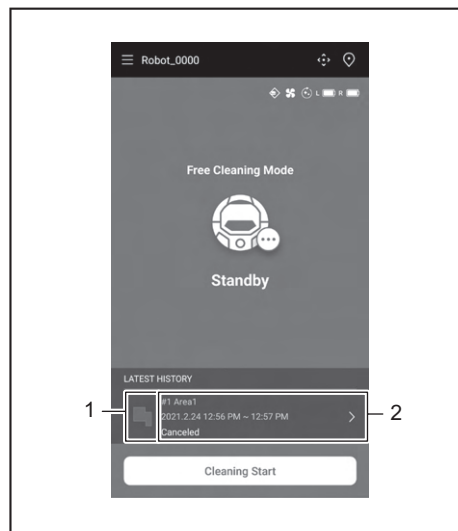 Robot_0000
L R
Free Cleaning Mode
Standby
LATEST HISTORY
#1 Area1
2021.2.24 12:56 PM ~ 12:57 PM
Canceled
1
2
Cleaning Start